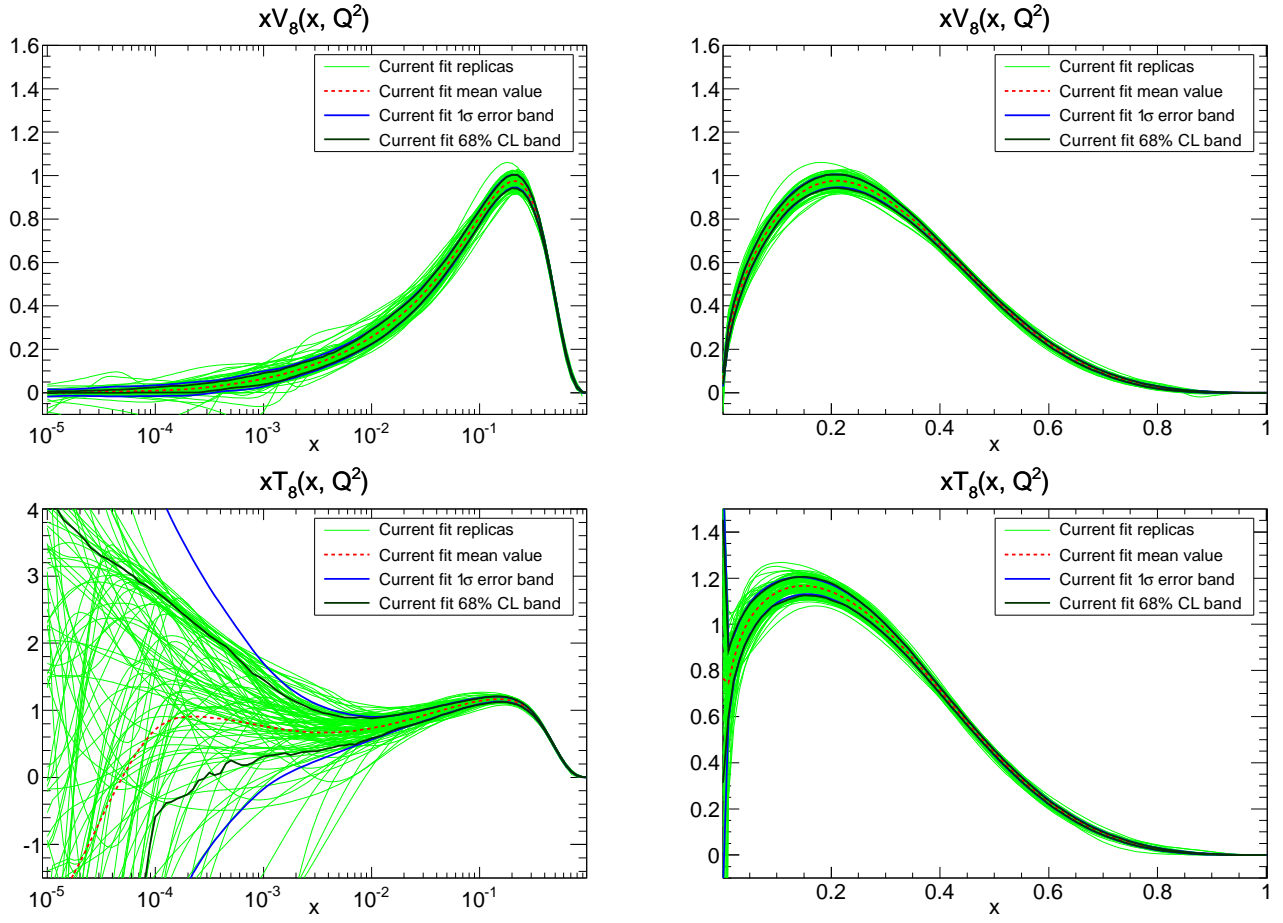 xV₈(x, Q²)
1.6
1.4
1.2
1
0.8
0.6
0.4
0.2
0
Current fit replicas
Current fit mean value
Current fit 1σ error band
Current fit 68% CL band
10⁻⁵ 10⁻⁴ 10⁻³ 10⁻² 10⁻¹
x
xV₈(x, Q²)
1.6
1.4
1.2
1
0.8
0.6
0.4
0.2
0
Current fit replicas
Current fit mean value
Current fit 1σ error band
Current fit 68% CL band
0.2 0.4 0.6 0.8 1
x
xT₈(x, Q²)
4
3
2
1
0
-1
Current fit replicas
Current fit mean value
Current fit 1σ error band
Current fit 68% CL band
10⁻⁵ 10⁻⁴ 10⁻³ 10⁻² 10⁻¹
x
xT₈(x, Q²)
1.4
1.2
1
0.8
0.6
0.4
0.2
0
Current fit replicas
Current fit mean value
Current fit 1σ error band
Current fit 68% CL band
0.2 0.4 0.6 0.8 1
x